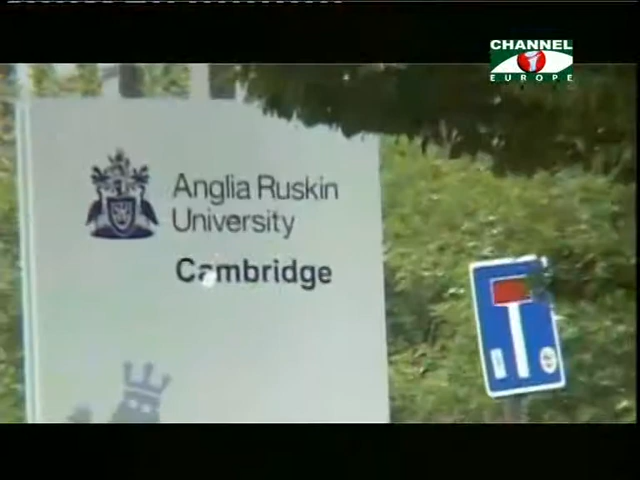 CHANNEL
i
EUROPE
Anglia Ruskin
University
Cambridge